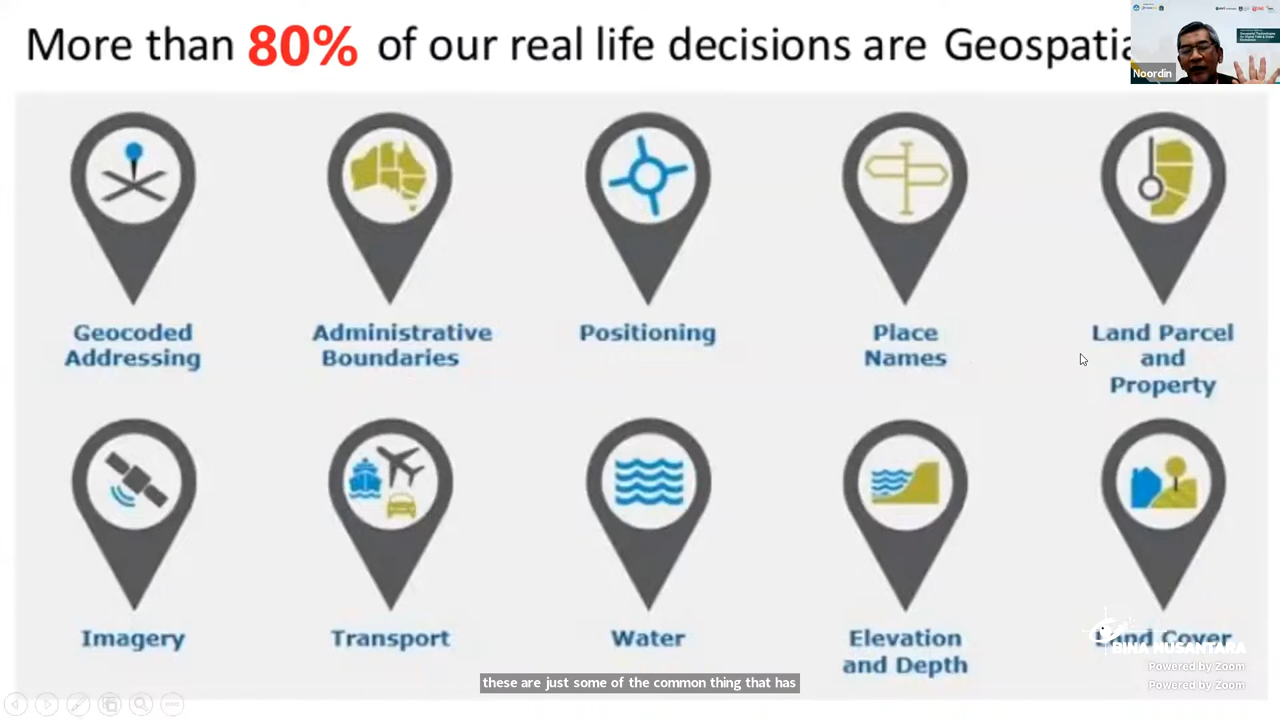 More than 80% of our real life decisions are Geospatia
Noordin
Geocoded
Addressing
Administrative
Boundaries
Positioning
Place
Names
Land Parcel
and
Property
Imagery
Transport
Water
Elevation
and Depth
Land Cover
BINA NUSANTARA
Powered by Zoom
Powered by Zoom
these are just some of the common thing that has